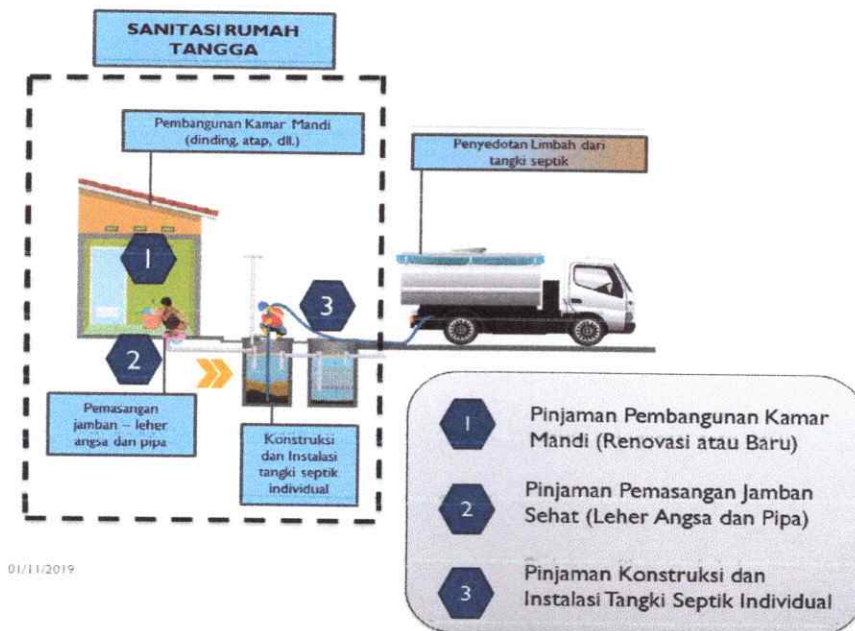 SANITASI RUMAH
TANGGA
Pembangunan Kamar Mandi
(dinding, atap, dll.)
Penyedotan Limbah dari
tangki septik
1
3
2
Pemasangan
jamban – leher
angsa dan pipa
Konstruksi
dan Instalasi
tangki septik
individual
1 Pinjaman Pembangunan Kamar
Mandi (Renovasi atau Baru)
2 Pinjaman Pemasangan Jamban
Sehat (Leher Angsa dan Pipa)
3 Pinjaman Konstruksi dan
Instalasi Tangki Septik Individual
01/11/2019